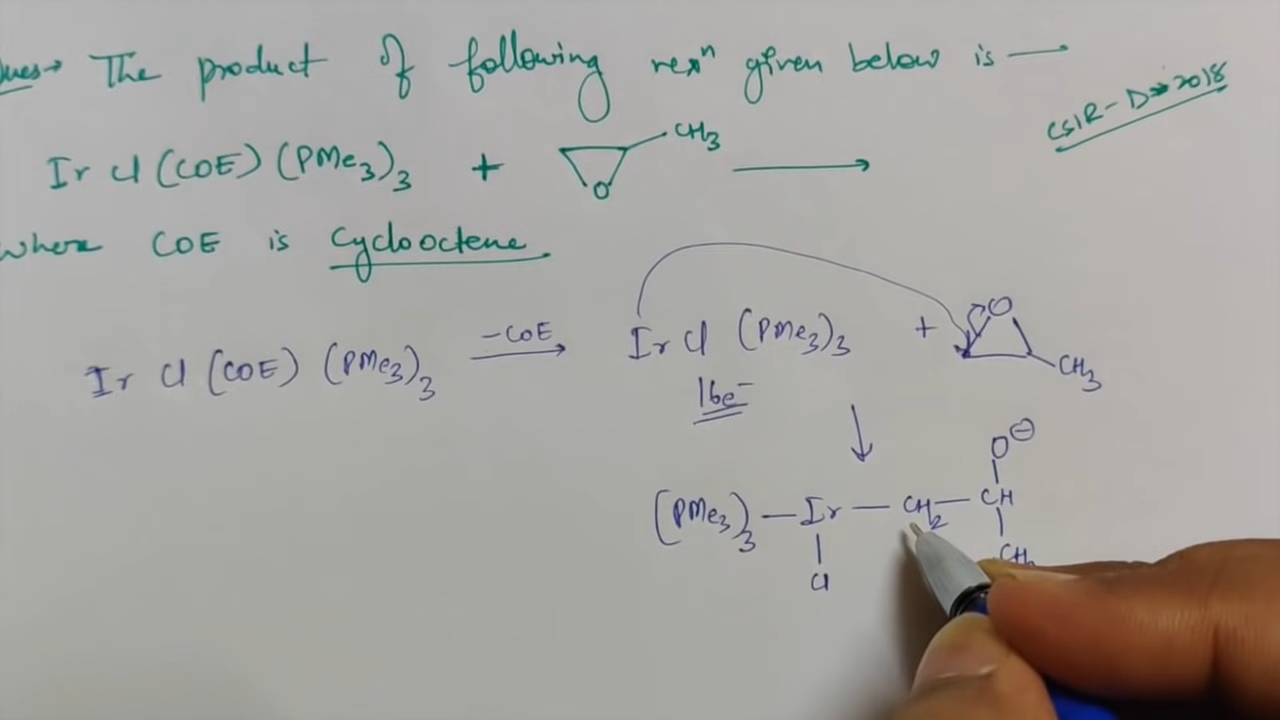 Ques→ The product of following rexⁿ given below is —
CSIR-D→2018
Ir Cl (COE) (PMe₃)₃ + O CH₃ →
where COE is cyclooctene
Ir Cl (COE) (PMe₃)₃ -COE → Ir Cl (PMe₃)₃ + O CH₃
16e⁻
↓
O⊖
(PMe₃)₃ — Ir — CH₂ — CH
Cl